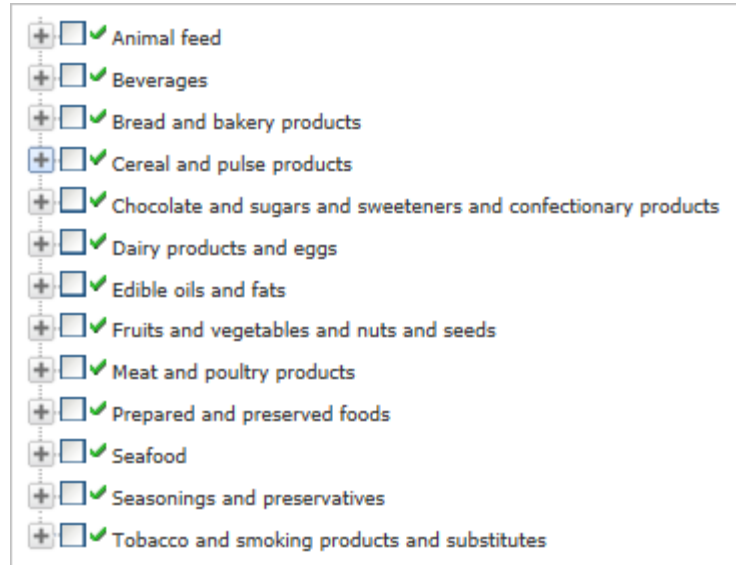 Animal feed
Beverages
Bread and bakery products
Cereal and pulse products
Chocolate and sugars and sweeteners and confectionary products
Dairy products and eggs
Edible oils and fats
Fruits and vegetables and nuts and seeds
Meat and poultry products
Prepared and preserved foods
Seafood
Seasonings and preservatives
Tobacco and smoking products and substitutes